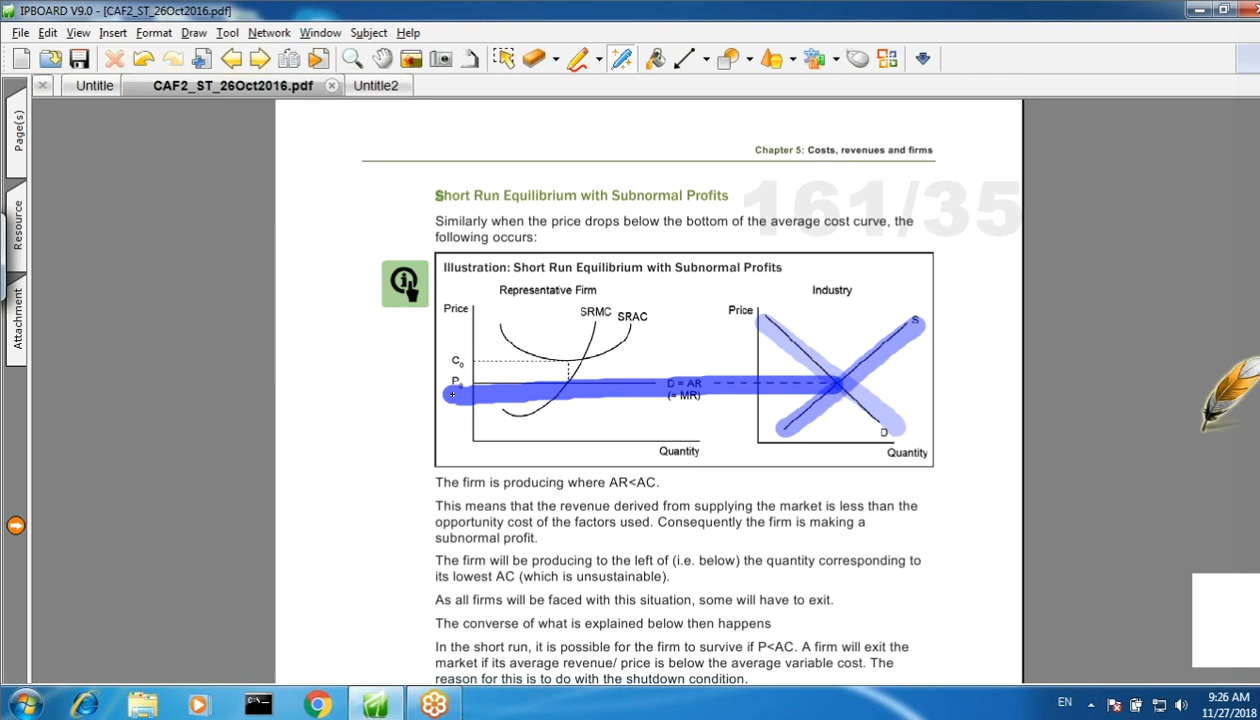 IPBOARD V9.0 - [CAF2_ST_26Oct2016.pdf]
File Edit View Insert Format Draw Tool Network Window Subject Help
Untitle CAF2_ST_26Oct2016.pdf Untitle2
Page(s)
Resource
Attachment
Chapter 5: Costs, revenues and firms
161/35
Short Run Equilibrium with Subnormal Profits
Similarly when the price drops below the bottom of the average cost curve, the
following occurs:
Illustration: Short Run Equilibrium with Subnormal Profits
Representative Firm Industry
Price SRMC SRAC Price S
C0
P0 D = AR
(= MR)
D
Quantity Quantity
The firm is producing where AR<AC.
This means that the revenue derived from supplying the market is less than the
opportunity cost of the factors used. Consequently the firm is making a
subnormal profit.
The firm will be producing to the left of (i.e. below) the quantity corresponding to
its lowest AC (which is unsustainable).
As all firms will be faced with this situation, some will have to exit.
The converse of what is explained below then happens
In the short run, it is possible for the firm to survive if P<AC. A firm will exit the
market if its average revenue/ price is below the average variable cost. The
reason for this is to do with the shutdown condition.
EN 9:26 AM
11/27/2018